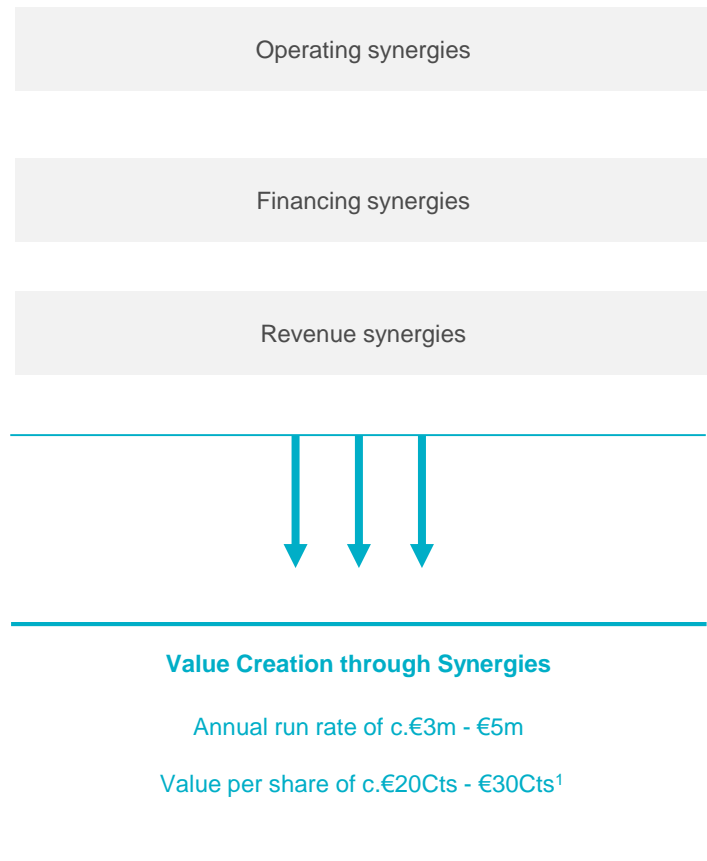 Operating synergies
Financing synergies
Revenue synergies
Value Creation through Synergies
Annual run rate of c.€3m - €5m
Value per share of c.€20Cts - €30Cts¹